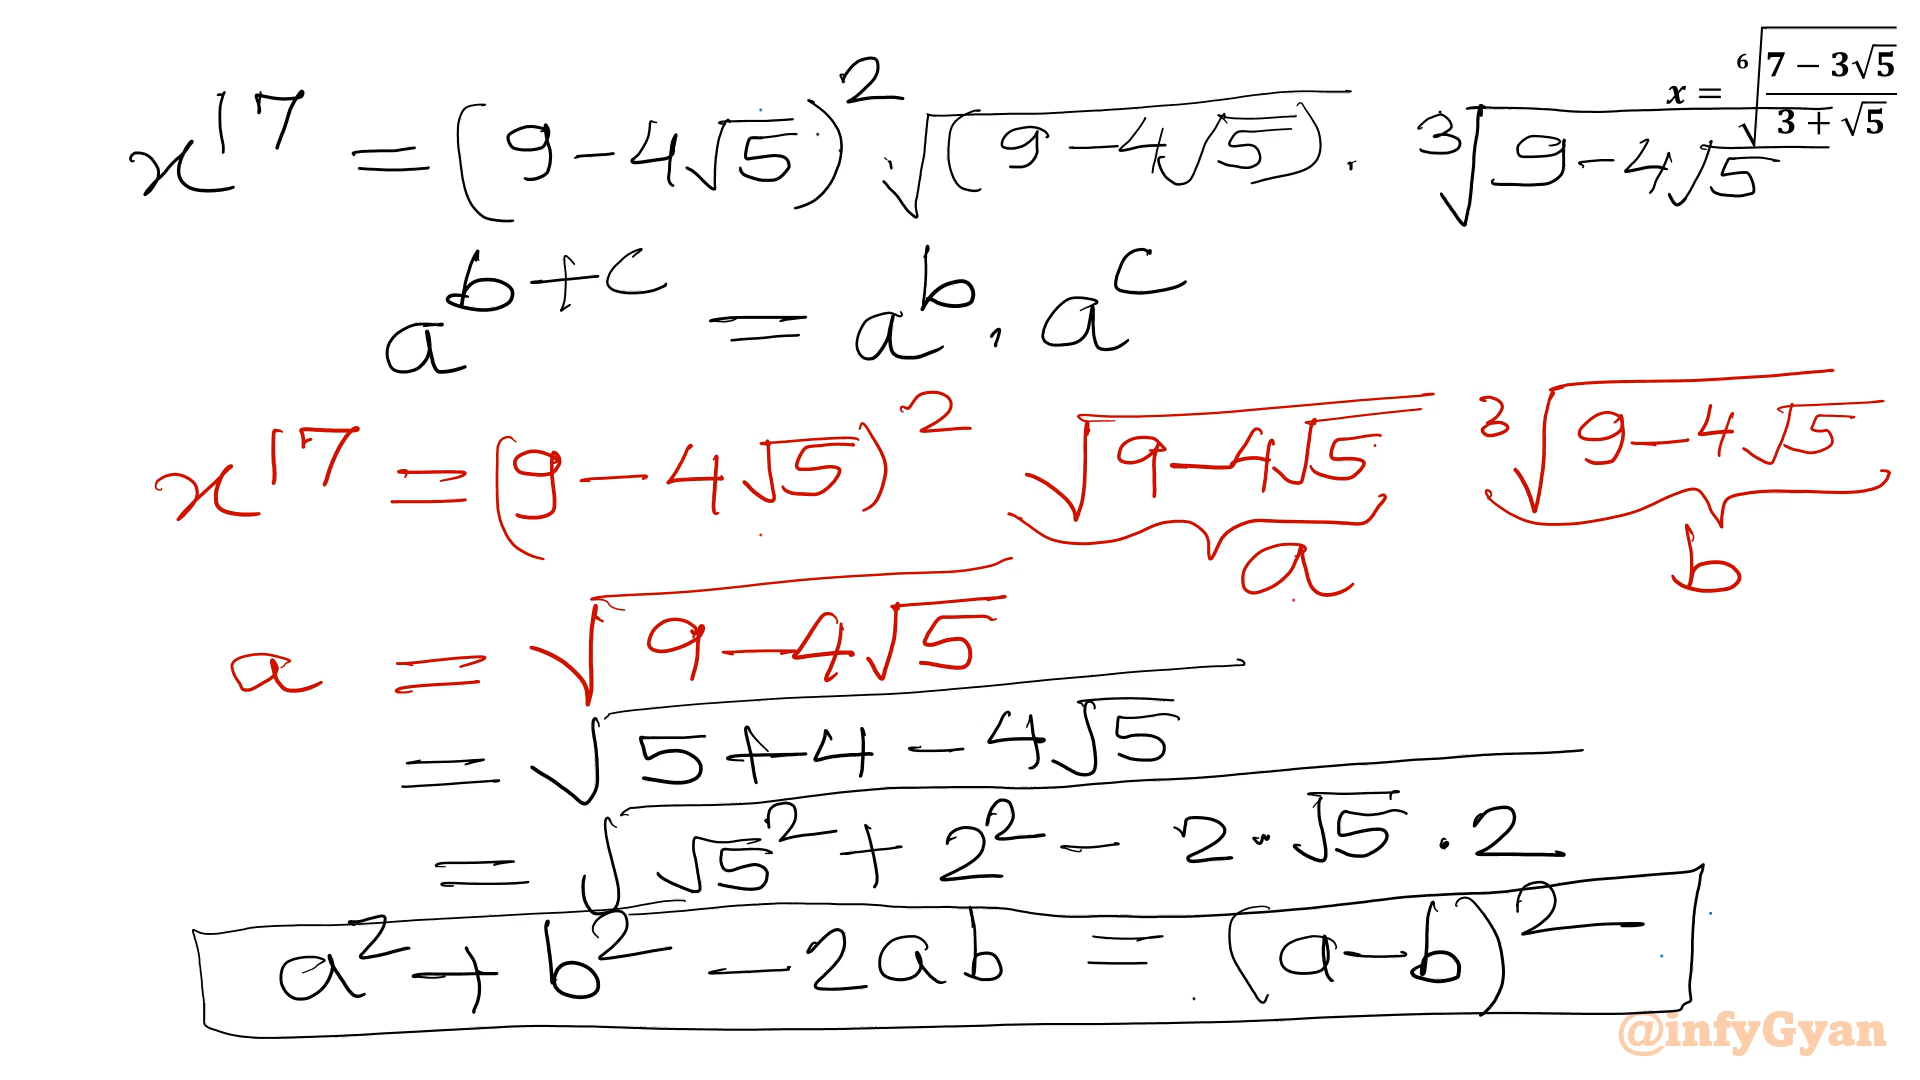 x = ⁶√((7 − 3√5)/(3 + √5))
x¹⁷ = (9 − 4√5)² · √(9 − 4√5) · ³√(9 − 4√5)
a^(b+c) = a^b · a^c
x¹⁷ = (9 − 4√5)² √(9 − 4√5) ³√(9 − 4√5)
a b
a = √(9 − 4√5)
= √(5 + 4 − 4√5)
= √(√5² + 2² − 2 · √5 · 2)
a² + b² − 2ab = (a − b)²
@infyGyan